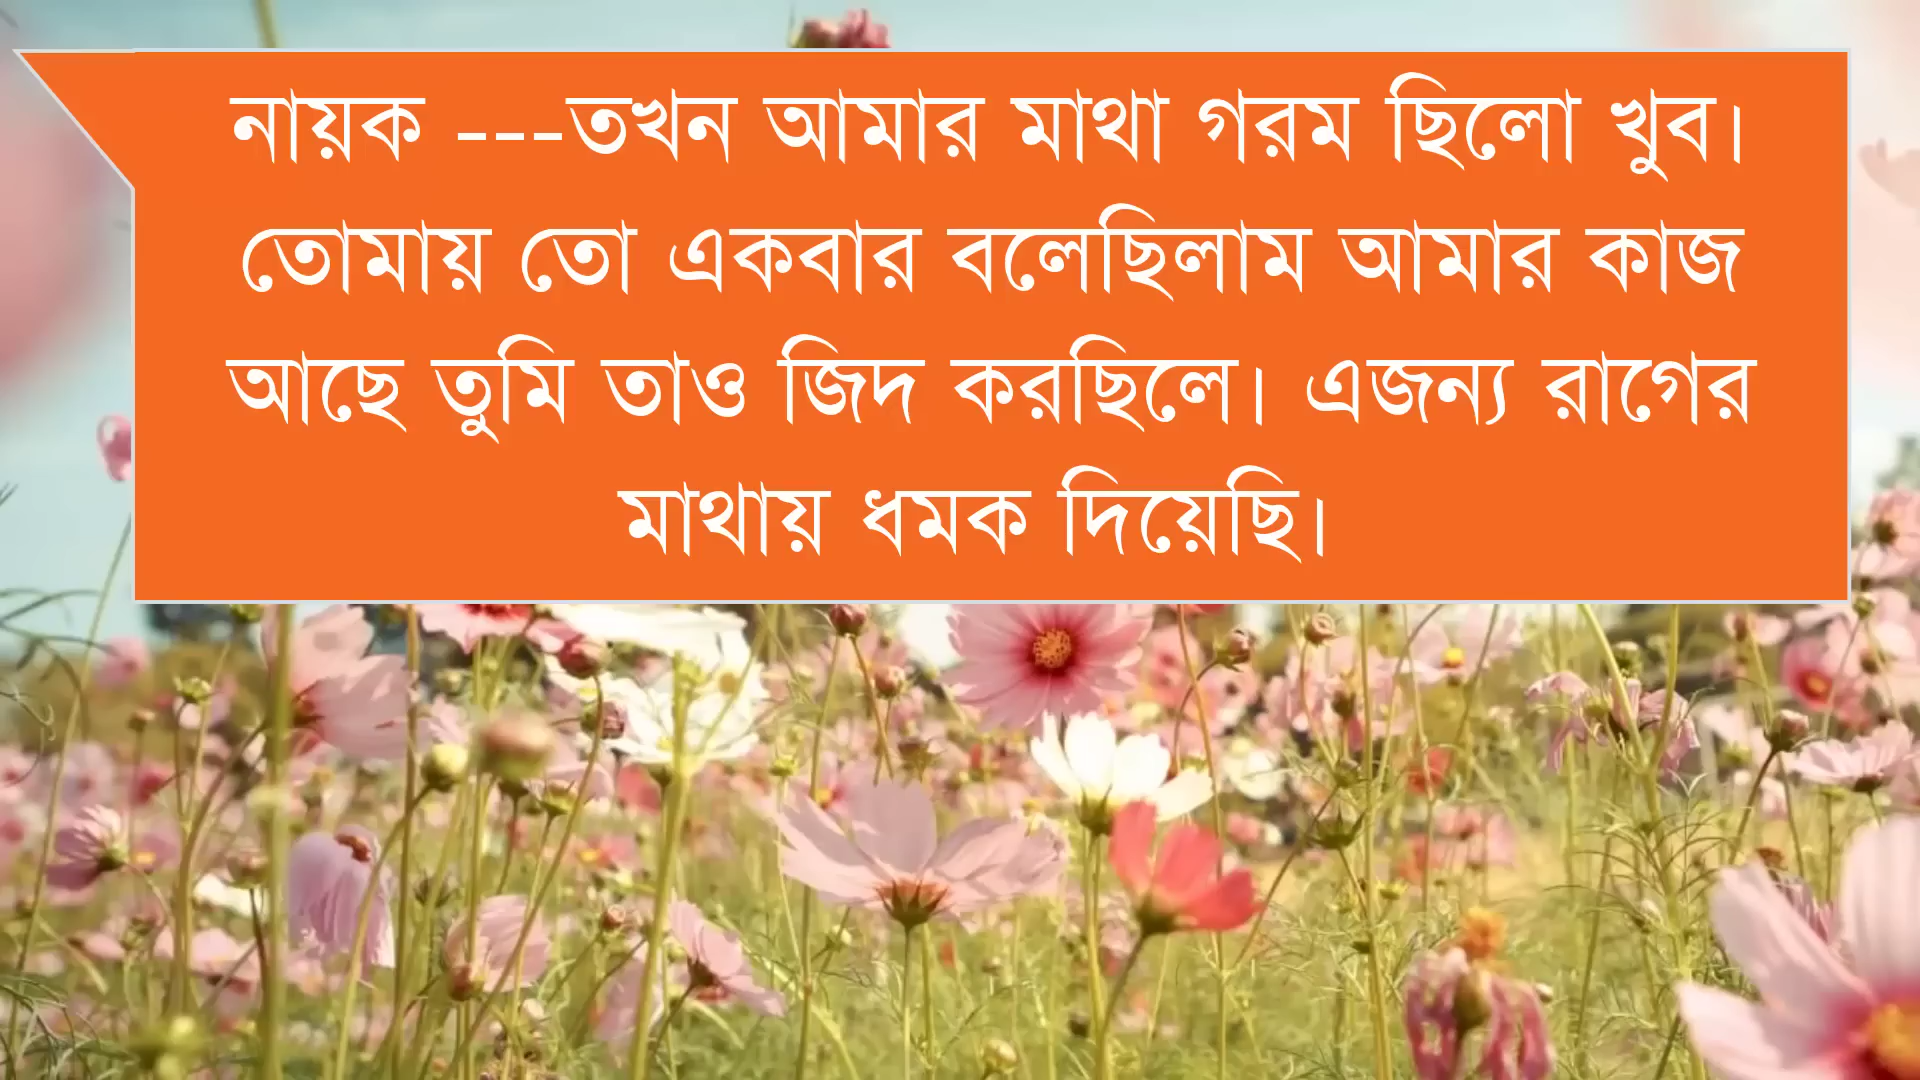 নায়ক ---তখন আমার মাথা গরম ছিলো খুব।
তোমায় তো একবার বলেছিলাম আমার কাজ
আছে তুমি তাও জিদ করছিলে। এজন্য রাগের
মাথায় ধমক দিয়েছি।